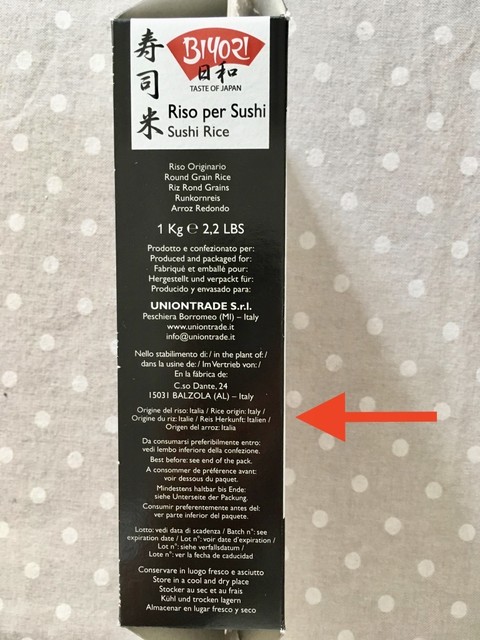 寿司米
BIYORI
日和
TASTE OF JAPAN
Riso per Sushi
Sushi Rice
Riso Originario
Round Grain Rice
Riz Rond Grains
Runkornreis
Arroz Redondo
1 Kg ℮ 2,2 LBS
Prodotto e confezionato per:
Produced and packaged for:
Fabriqué et emballé pour:
Hergestellt und verpackt für:
Producido y envasado para:
UNIONTRADE S.r.l.
Peschiera Borromeo (MI) – Italy
www.uniontrade.it
info@uniontrade.it
Nello stabilimento di: / in the plant of: /
dans la usine de: / Im Vertrieb von: /
En la fábrica de:
C.so Dante, 24
15031 BALZOLA (AL) – Italy
Origine del riso: Italia / Rice origin: Italy /
Origine du riz: Italie / Reis Herkunft: Italien /
Origen del arroz: Italia
Da consumarsi preferibilmente entro:
vedi lembo inferiore della confezione.
Best before: see end of the pack.
A consommer de préférence avant:
voir dessous du paquet.
Mindestens haltbar bis Ende:
siehe Unterseite der Packung.
Consumir preferentemente antes del:
ver parte inferior del paquete.
Lotto: vedi data di scadenza / Batch n°: see
expiration date / Lot n°: voir date d'expiration /
Lot n°: siehe verfallsdatum /
Lote n°: ver la fecha de caducidad
Conservare in luogo fresco e asciutto
Store in a cool and dry place
Stocker au sec et au frais
Kühl und trocken lagern
Almacenar en lugar fresco y seco